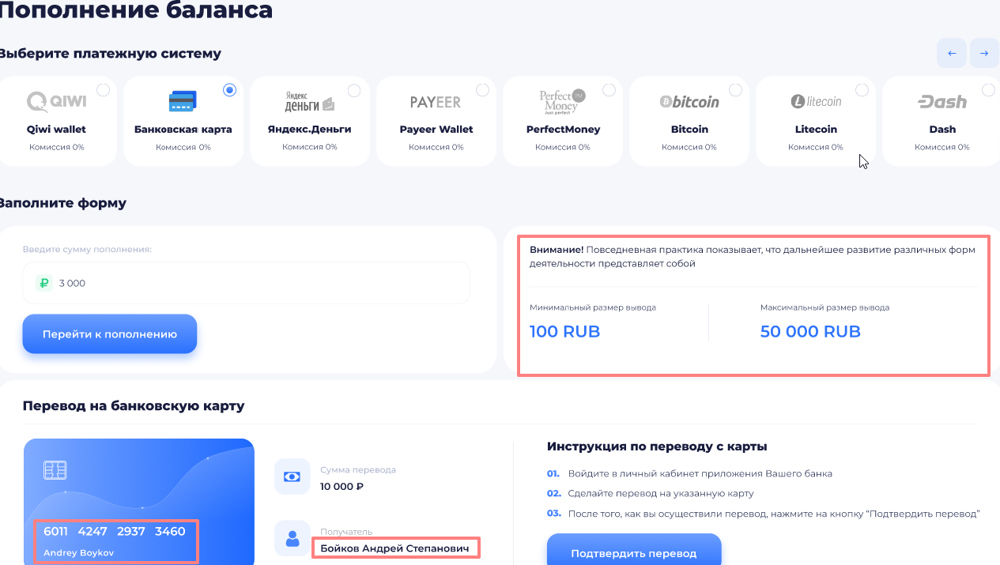 Пополнение баланса
Выберите платежную систему
← →
QIWI
Qiwi wallet
Комиссия 0%
Банковская карта
Комиссия 0%
Яндекс
деньги
Яндекс.Деньги
Комиссия 0%
PAYEER
Payeer Wallet
Комиссия 0%
Perfect
Money
PM
Just perfect
PerfectMoney
Комиссия 0%
bitcoin
Bitcoin
Комиссия 0%
litecoin
Litecoin
Комиссия 0%
Dash
Dash
Комиссия 0%
Заполните форму
Введите сумму пополнения:
₽ 3 000
Перейти к пополнению
Внимание! Повседневная практика показывает, что дальнейшее развитие различных форм
деятельности представляет собой
Минимальный размер вывода
100 RUB
Максимальный размер вывода
50 000 RUB
Перевод на банковскую карту
6011 4247 2937 3460
Andrey Boykov
Сумма перевода
10 000 ₽
Получатель
Бойков Андрей Степанович
Инструкция по переводу с карты
01. Войдите в личный кабинет приложения Вашего банка
02. Сделайте перевод на указанную карту
03. После того, как вы осуществили перевод, нажмите на кнопку “Подтвердить перевод”
Подтвердить перевод